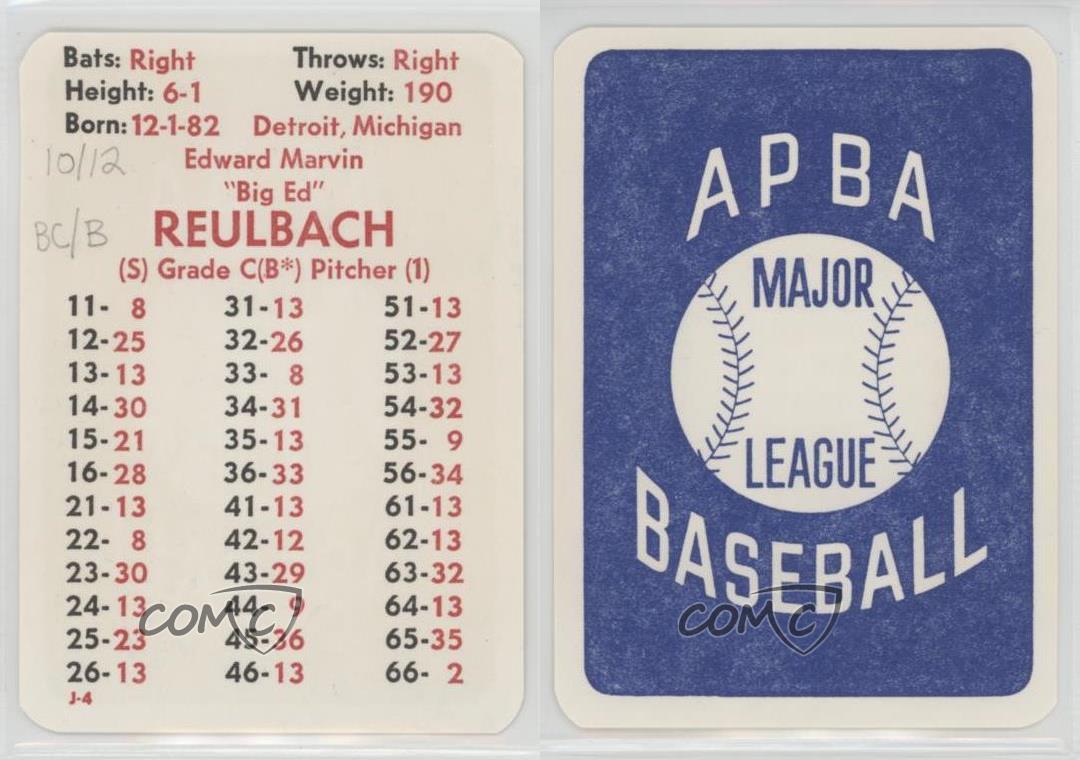 Bats: Right Throws: Right
Height: 6-1 Weight: 190
Born: 12-1-82 Detroit, Michigan
10/12 Edward Marvin
"Big Ed"
BC/B REULBACH
(S) Grade C(B*) Pitcher (1)
11- 8 31-13 51-13
12-25 32-26 52-27
13-13 33- 8 53-13
14-30 34-31 54-32
15-21 35-13 55- 9
16-28 36-33 56-34
21-13 41-13 61-13
22- 8 42-12 62-13
23-30 43-29 63-32
24-13 44- 9 64-13
25-23 45-36 65-35
26-13 46-13 66- 2
J-4
COMC
APBA
MAJOR
LEAGUE
BASEBALL
COMC